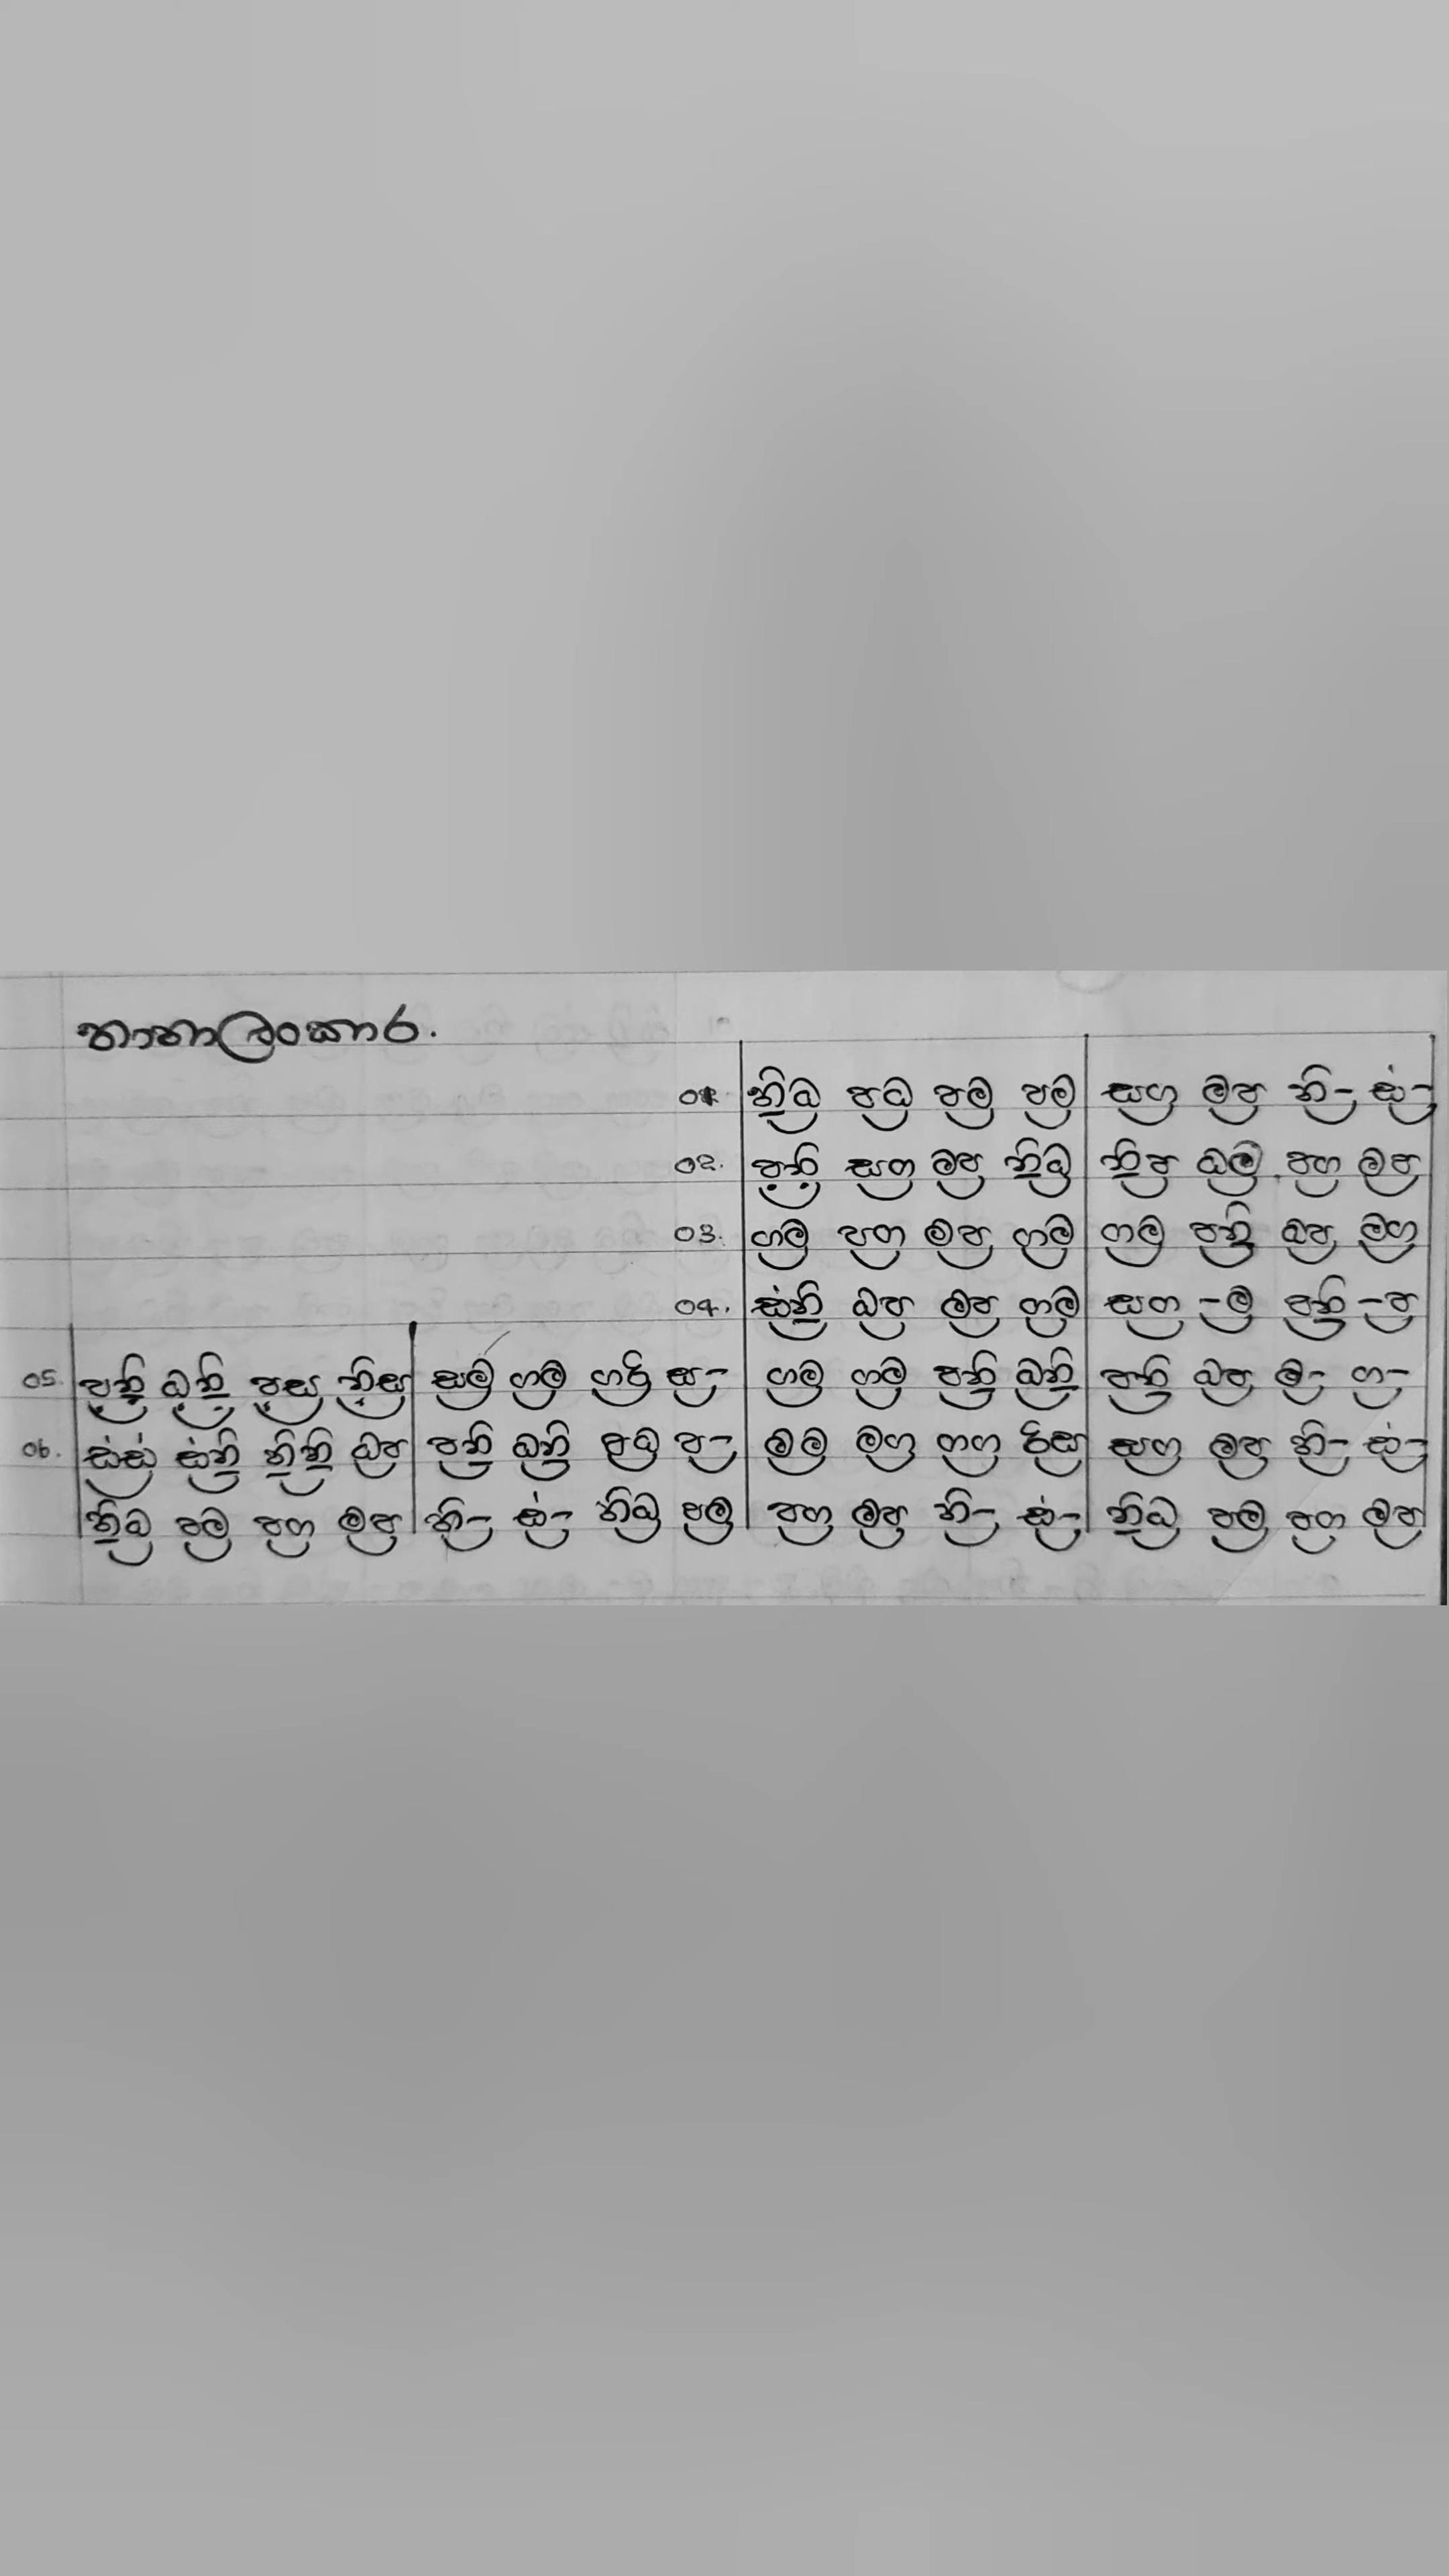 තානාලංකාර.
01. නි̱ධ පධ පම පම | සග මප නි- සං-
02. පනි̱ සග මප නි̱ධ | නි̱ප ධම පග මප
03. ගම පග මප ගම | ගම පනි̱ ධප මග
04. සංනි̱ ධප මප ගම | සග -ම පනි̱ -ප
05. පනි̱ ධනි̱ පස නිස | සම ගම ගරි ස- | ගම ගම පනි̱ ධනි̱ | පනි̱ ධප ම- ග-
06. සංසං සංනි̱ නි̱නි̱ ධප | පනි̱ ධනි̱ පධ ප- | මම මග ගග රිස | සග මප නි- සං-
නි̱ධ පම පග මප | නි- සං- නි̱ධ පම | පග මප නි- සං- | නි̱ධ පම පග මප